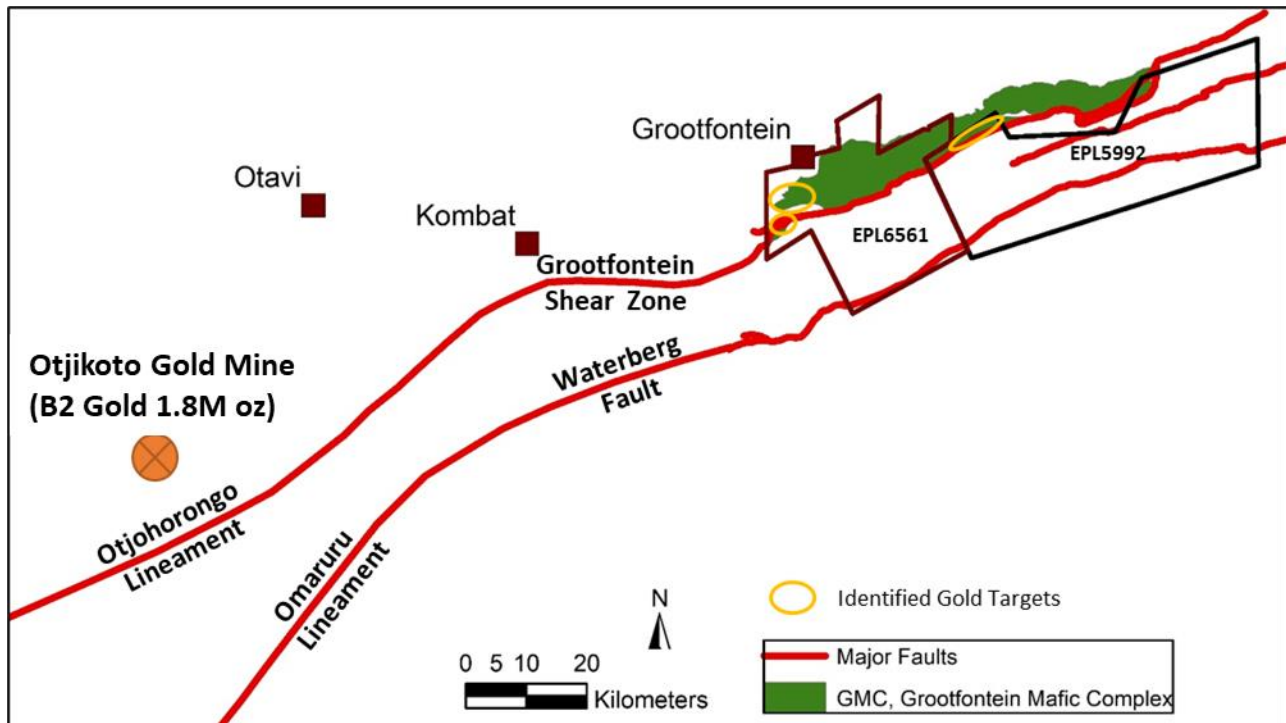 Grootfontein
EPL5992
Otavi
Kombat
EPL6561
Grootfontein
Shear Zone
Otjikoto Gold Mine
(B2 Gold 1.8M oz)
Waterberg
Fault
Otjohorongo
Lineament
Omaruru
Lineament
N
Identified Gold Targets
0 5 10 20
Kilometers
Major Faults
GMC, Grootfontein Mafic Complex